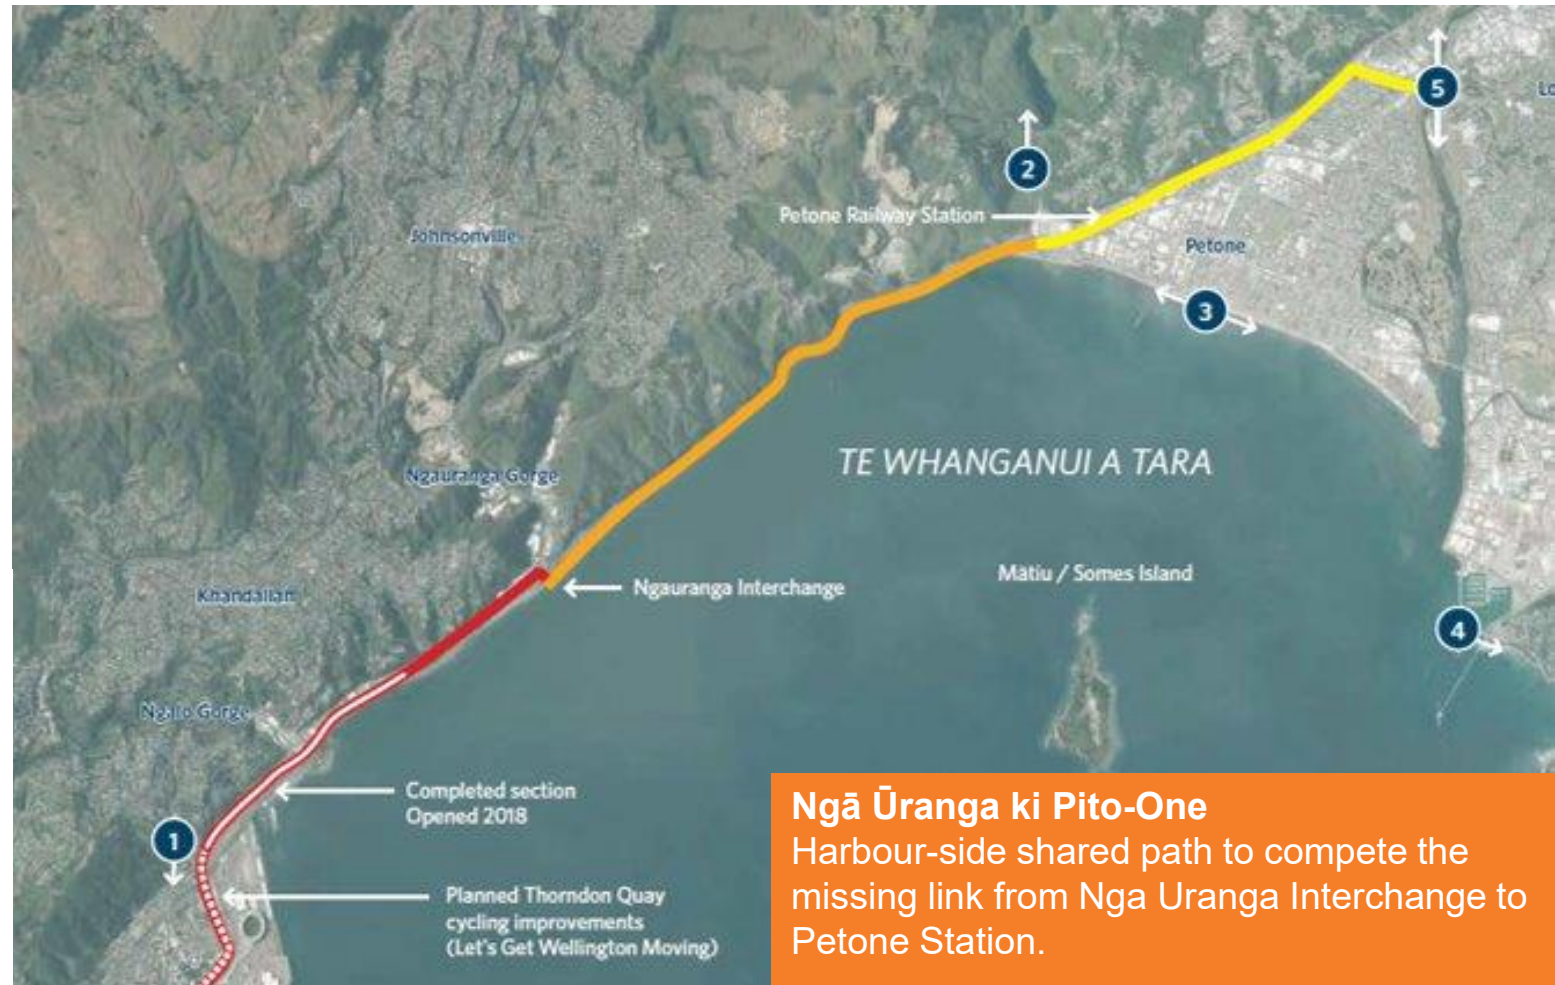 5
Lo
2
Petone Railway Station
Johnsonville
Petone
3
TE WHANGANUI A TARA
Ngauranga Gorge
Mātiu / Somes Island
Ngauranga Interchange
Khandallah
4
Ngaio Gorge
Completed section
Opened 2018
1
Planned Thorndon Quay
cycling improvements
(Let's Get Wellington Moving)
Ngā Ūranga ki Pito-One
Harbour-side shared path to compete the
missing link from Nga Uranga Interchange to
Petone Station.